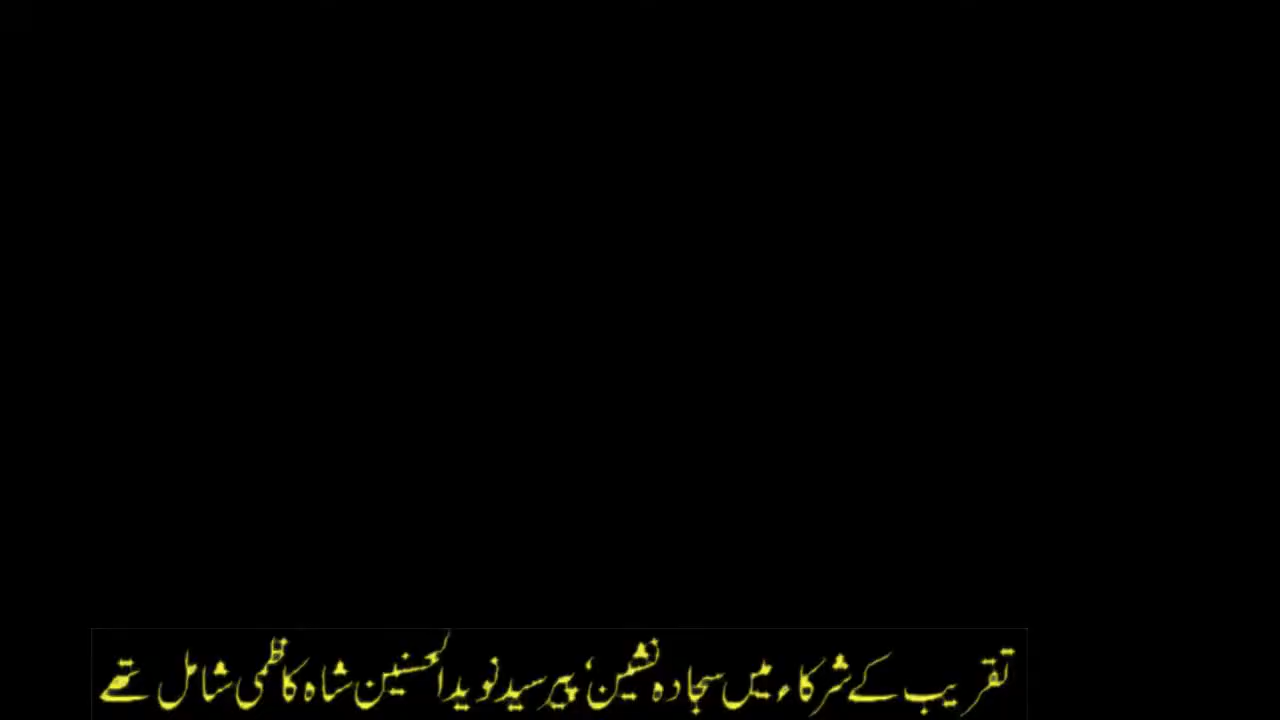 تقریب کے شرکاء میں سجادہ نشین‘ پیر سید نوید الحسنین شاہ کاظمی شامل تھے